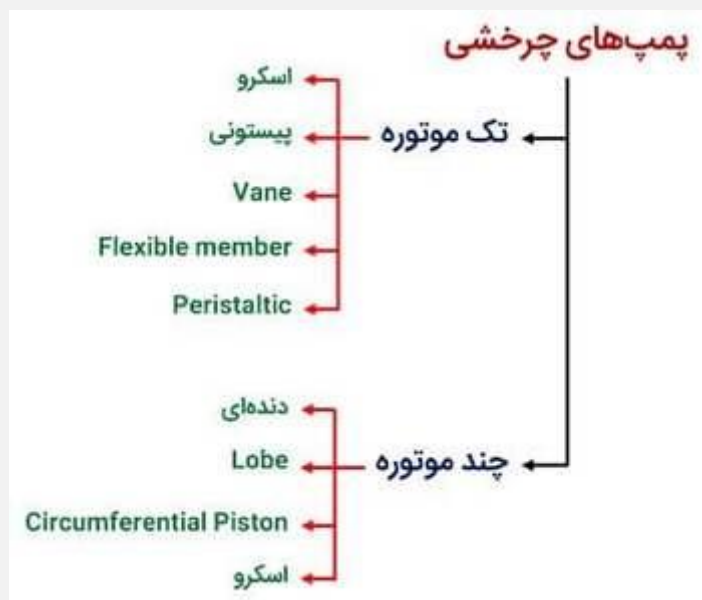 پمپ‌های چرخشی
تک موتوره
اسکرو
پیستونی
Vane
Flexible member
Peristaltic
چند موتوره
دنده‌ای
Lobe
Circumferential Piston
اسکرو